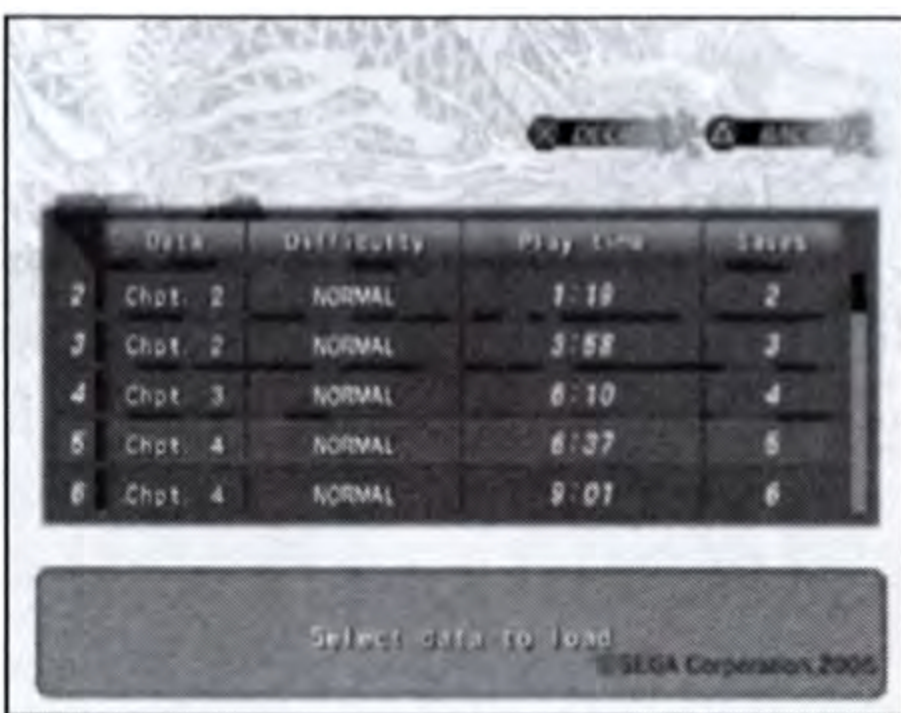 Data Difficulty Play time Saves
2 Chpt. 2 NORMAL 1:19 2
3 Chpt. 2 NORMAL 3:58 3
4 Chpt. 3 NORMAL 6:10 4
5 Chpt. 4 NORMAL 6:37 5
6 Chpt. 4 NORMAL 9:01 6
Select data to load
©SEGA Corporation, 2005